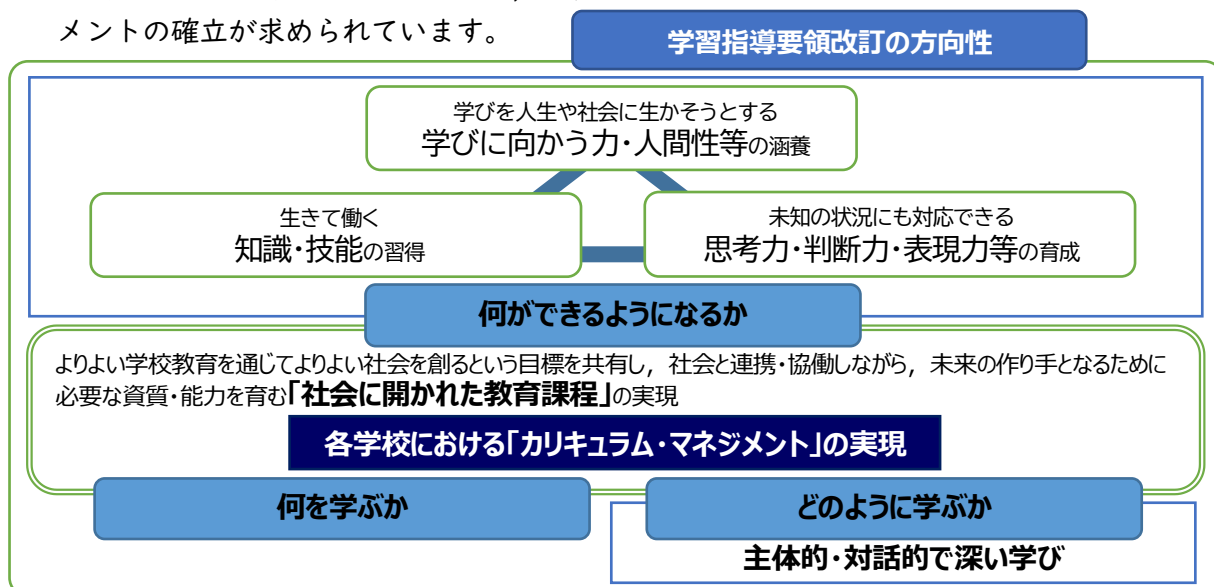 メントの確立が求められています。
学習指導要領改訂の方向性
学びを人生や社会に生かそうとする
学びに向かう力・人間性等の涵養
生きて働く
知識・技能の習得
未知の状況にも対応できる
思考力・判断力・表現力等の育成
何ができるようになるか
よりよい学校教育を通じてよりよい社会を創るという目標を共有し，社会と連携・協働しながら，未来の作り手となるために
必要な資質・能力を育む「社会に開かれた教育課程」の実現
各学校における「カリキュラム・マネジメント」の実現
何を学ぶか
どのように学ぶか
主体的・対話的で深い学び